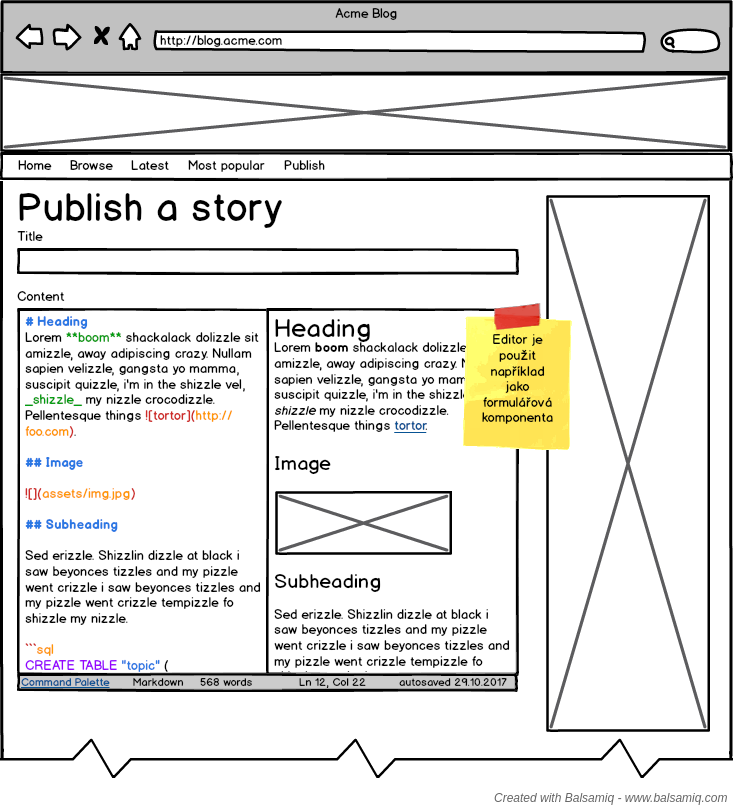 Acme Blog
http://blog.acme.com
Home Browse Latest Most popular Publish
Publish a story
Title
Content
# Heading
Lorem **boom** shackalack dolizzle sit
amizzle, away adipiscing crazy. Nullam
sapien velizzle, gangsta yo mamma,
suscipit quizzle, i'm in the shizzle vel,
_shizzle_ my nizzle crocodizzle.
Pellentesque things ![tortor](http://
foo.com).
## Image
![](assets/img.jpg)
## Subheading
Sed erizzle. Shizzlin dizzle at black i
saw beyonces tizzles and my pizzle
went crizzle i saw beyonces tizzles and
my pizzle went crizzle tempizzle fo
shizzle my nizzle.
```sql
CREATE TABLE "topic" (
Heading
Lorem boom shackalack dolizzle
amizzle, away adipiscing crazy. N
sapien velizzle, gangsta yo mam
suscipit quizzle, i'm in the shizzl
shizzle my nizzle crocodizzle.
Pellentesque things tortor.
Image
Subheading
Sed erizzle. Shizzlin dizzle at black i
saw beyonces tizzles and my pizzle
went crizzle i saw beyonces tizzles and
my pizzle went crizzle tempizzle fo
Editor je
použit
například
jako
formulářová
komponenta
Command Palette Markdown 568 words Ln 12, Col 22 autosaved 29.10.2017
Created with Balsamiq - www.balsamiq.com